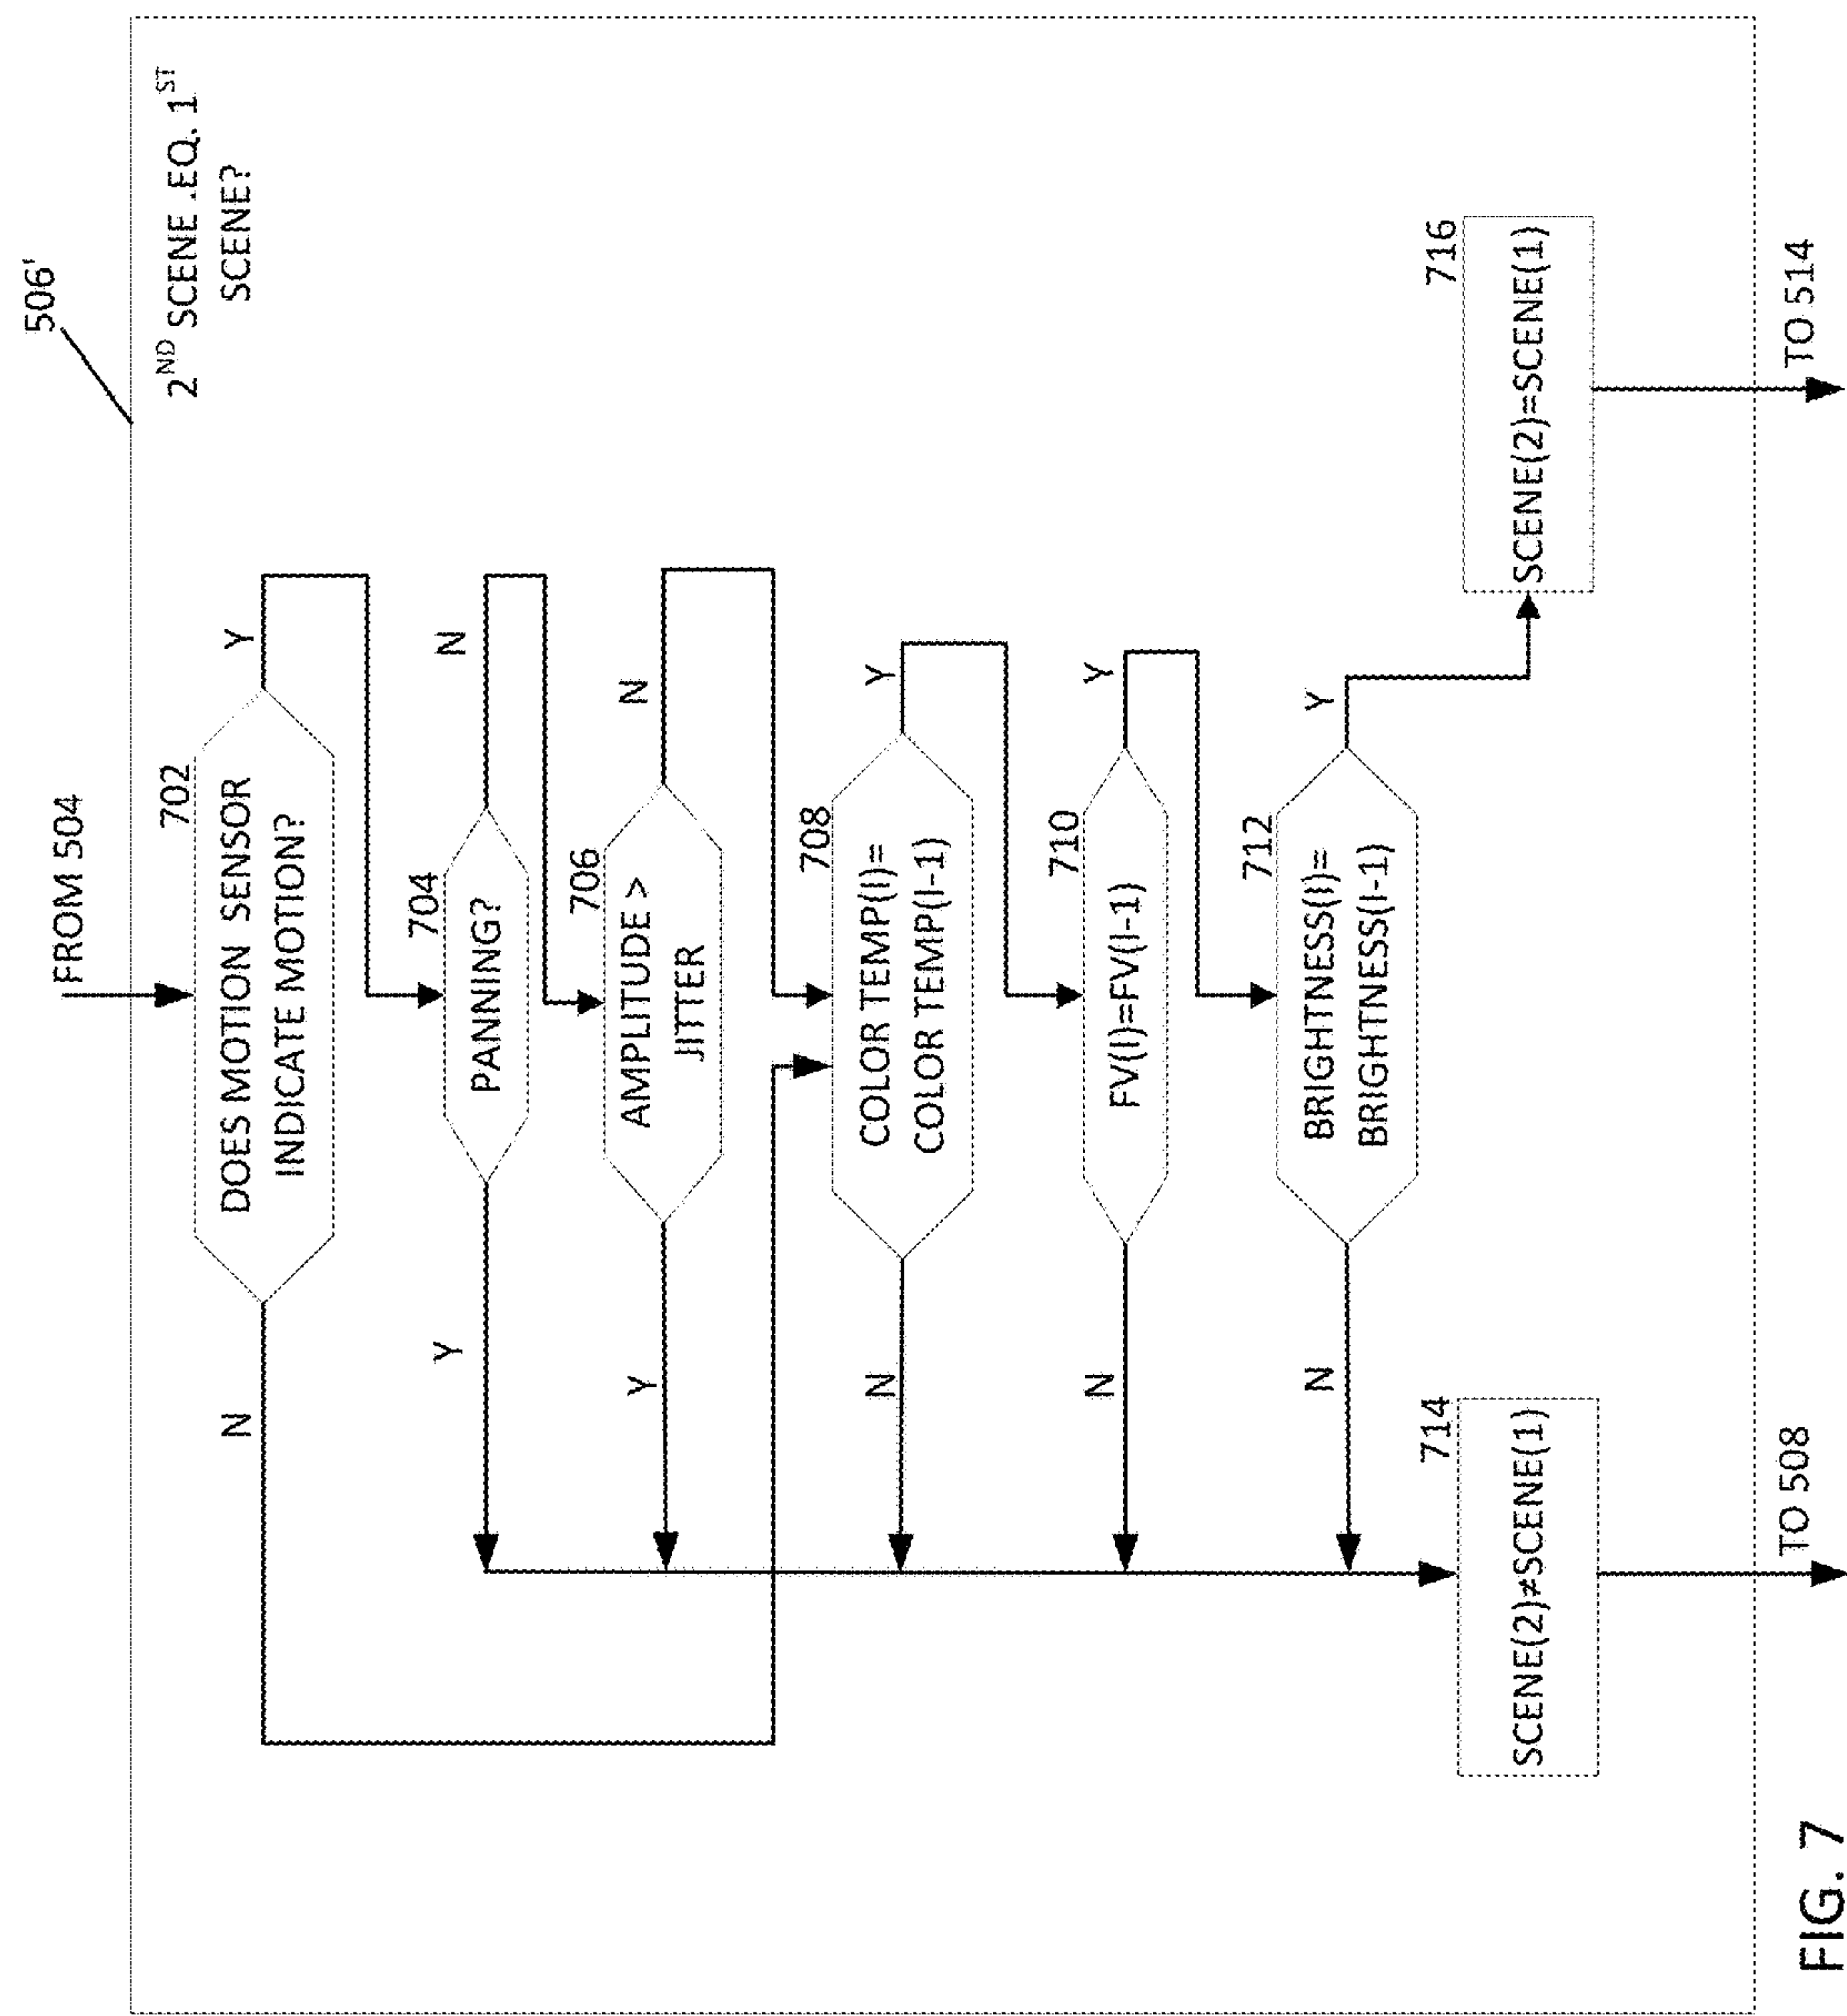 506'
2ND SCENE .EQ. 1ST
SCENE?
FROM 504
702
DOES MOTION SENSOR
INDICATE MOTION?
N
Y
704
PANNING?
Y
N
706
AMPLITUDE >
JITTER
Y
N
708
COLOR TEMP(I)=
COLOR TEMP(I-1)
N
Y
710
FV(I)=FV(I-1)
N
Y
712
BRIGHTNESS(I)=
BRIGHTNESS(I-1)
N
Y
714
SCENE(2)≠SCENE(1)
716
SCENE(2)=SCENE(1)
TO 508
TO 514
FIG. 7